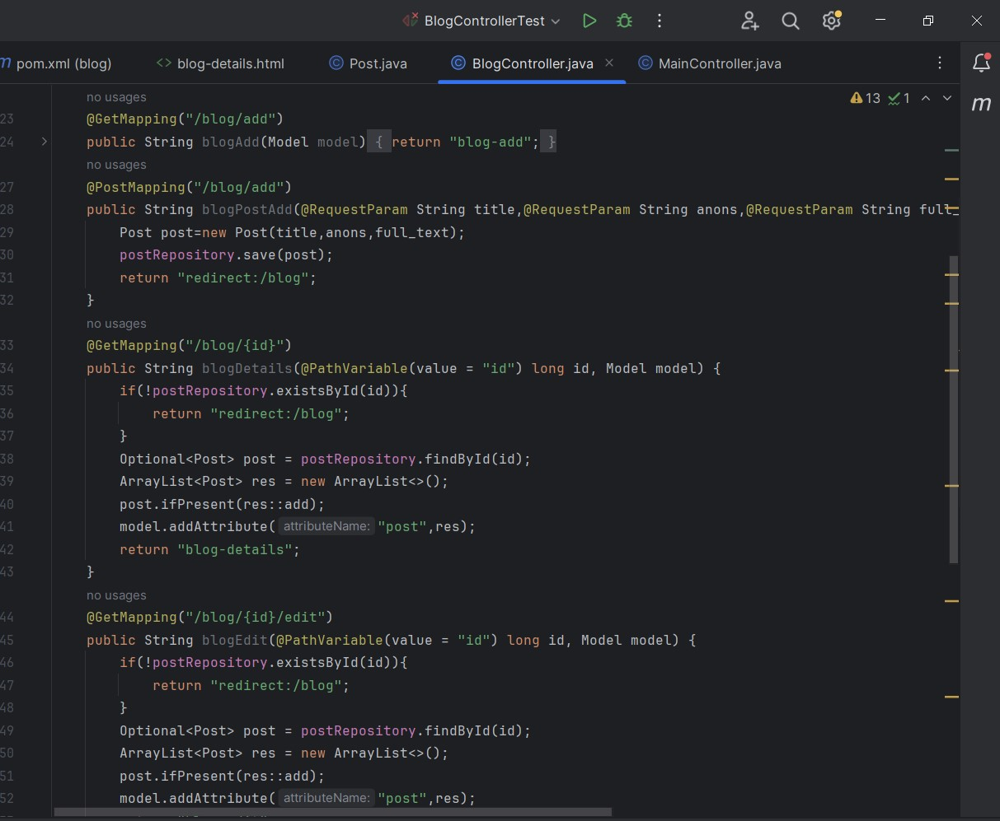 BlogControllerTest
m pom.xml (blog) <> blog-details.html C Post.java C BlogController.java C MainController.java
13 1
m
no usages
23 @GetMapping("/blog/add")
24 public String blogAdd(Model model) { return "blog-add"; }
no usages
27 @PostMapping("/blog/add")
28 public String blogPostAdd(@RequestParam String title,@RequestParam String anons,@RequestParam String full_
29 Post post=new Post(title,anons,full_text);
30 postRepository.save(post);
31 return "redirect:/blog";
32 }
no usages
33 @GetMapping("/blog/{id}")
34 public String blogDetails(@PathVariable(value = "id") long id, Model model) {
35 if(!postRepository.existsById(id)){
36 return "redirect:/blog";
37 }
38 Optional<Post> post = postRepository.findById(id);
39 ArrayList<Post> res = new ArrayList<>();
40 post.ifPresent(res::add);
41 model.addAttribute( attributeName: "post",res);
42 return "blog-details";
43 }
no usages
44 @GetMapping("/blog/{id}/edit")
45 public String blogEdit(@PathVariable(value = "id") long id, Model model) {
46 if(!postRepository.existsById(id)){
47 return "redirect:/blog";
48 }
49 Optional<Post> post = postRepository.findById(id);
50 ArrayList<Post> res = new ArrayList<>();
51 post.ifPresent(res::add);
52 model.addAttribute( attributeName: "post",res);